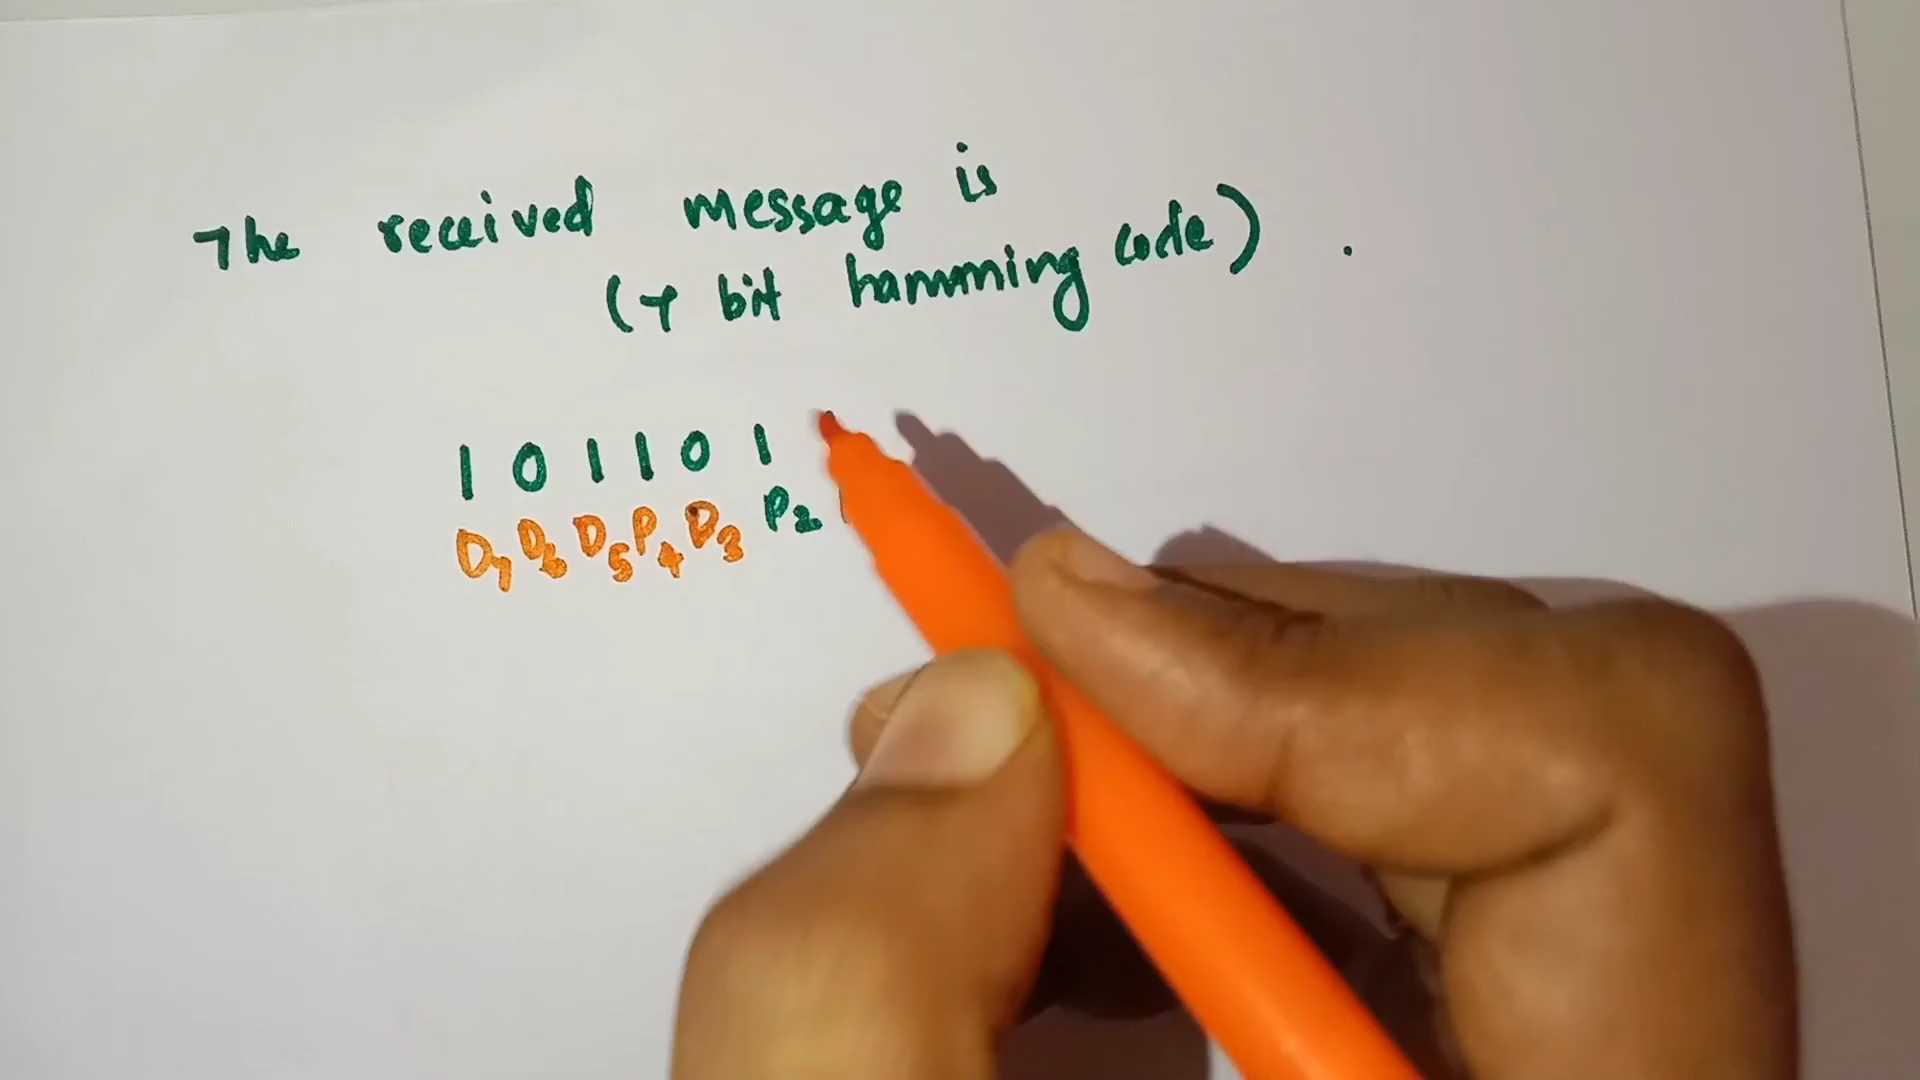 The received message is
(7 bit hamming code) .
1 0 1 1 0 1
D7 D6 D5 P4 D3 P2